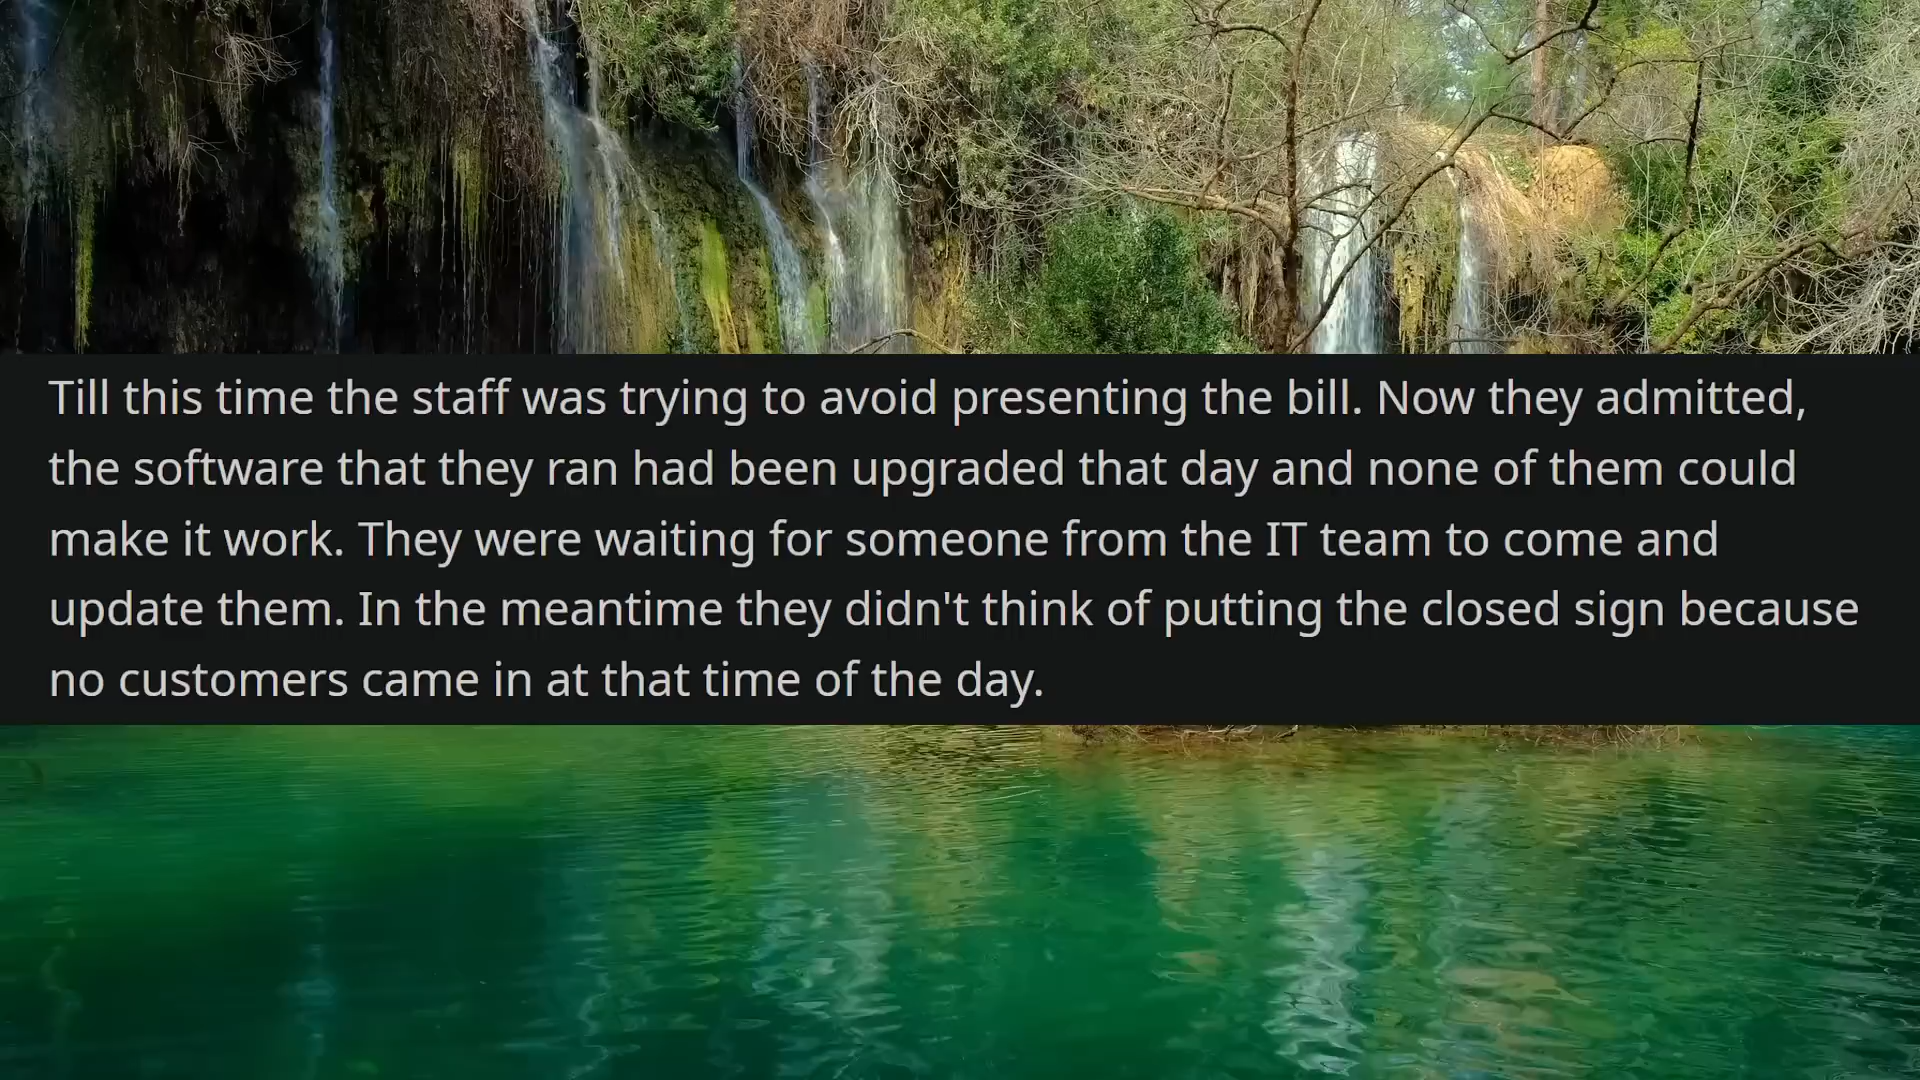 Till this time the staff was trying to avoid presenting the bill. Now they admitted,
the software that they ran had been upgraded that day and none of them could
make it work. They were waiting for someone from the IT team to come and
update them. In the meantime they didn't think of putting the closed sign because
no customers came in at that time of the day.